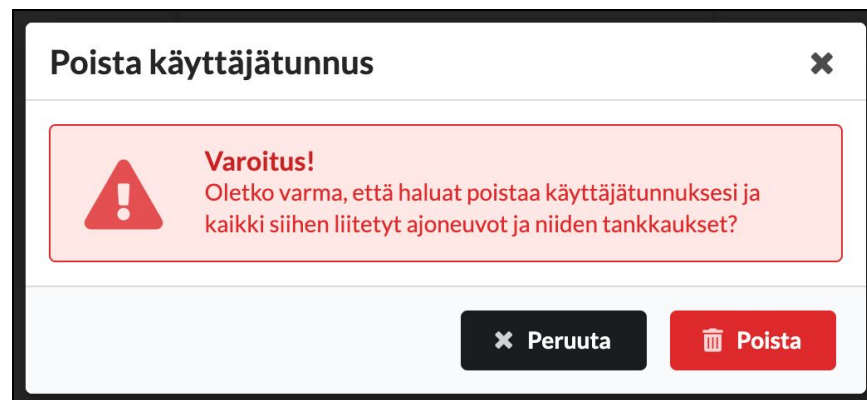 Poista käyttäjätunnus
Varoitus!
Oletko varma, että haluat poistaa käyttäjätunnuksesi ja
kaikki siihen liitetyt ajoneuvot ja niiden tankkaukset?
Peruuta
Poista